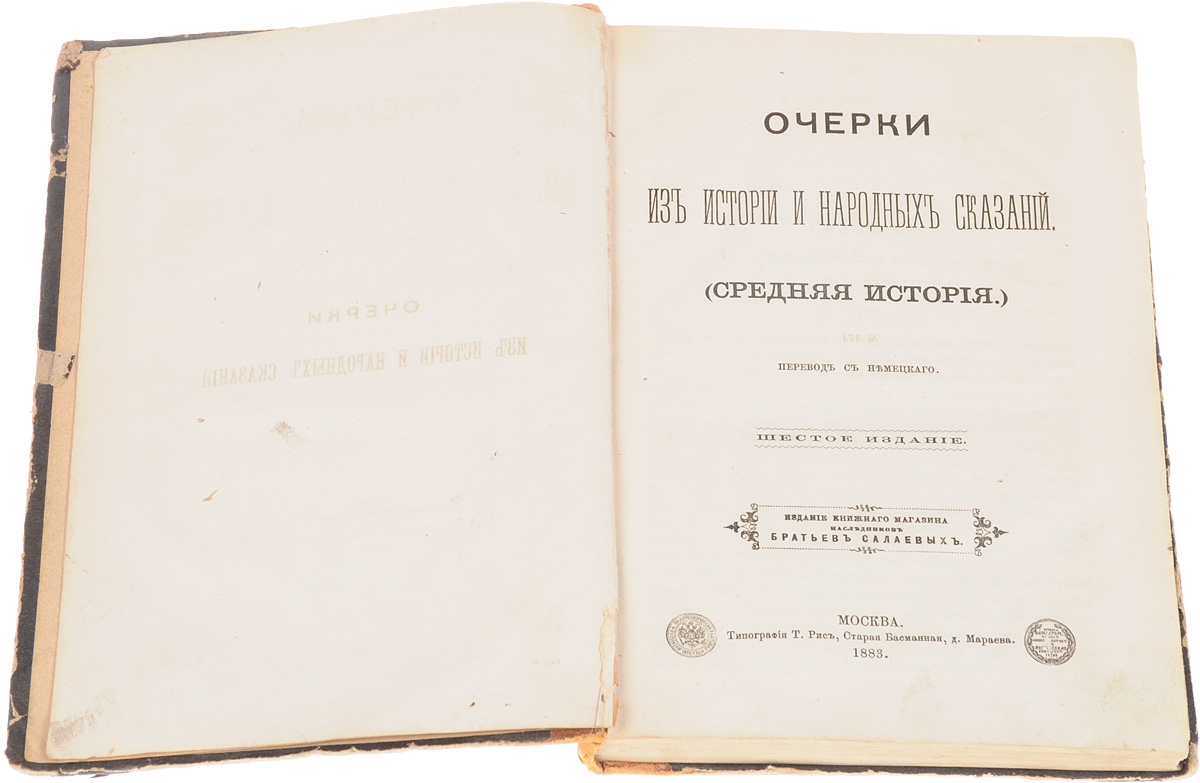 ОЧЕРКИ
ИЗЪ ИСТОРІИ И НАРОДНЫХЪ СКАЗАНІЙ.
(СРЕДНЯЯ ИСТОРІЯ.)
ПЕРЕВОДЪ СЪ НѢМЕЦКАГО.
ШЕСТОЕ ИЗДАНІЕ.
ИЗДАНІЕ КНИЖНАГО МАГАЗИНА
НАСЛѢДНИКОВЪ
БРАТЬЕВЪ САЛАЕВЫХЪ.
МОСКВА.
Типографія Т. Рисъ, Старая Басманная, д. Мараева.
1883.